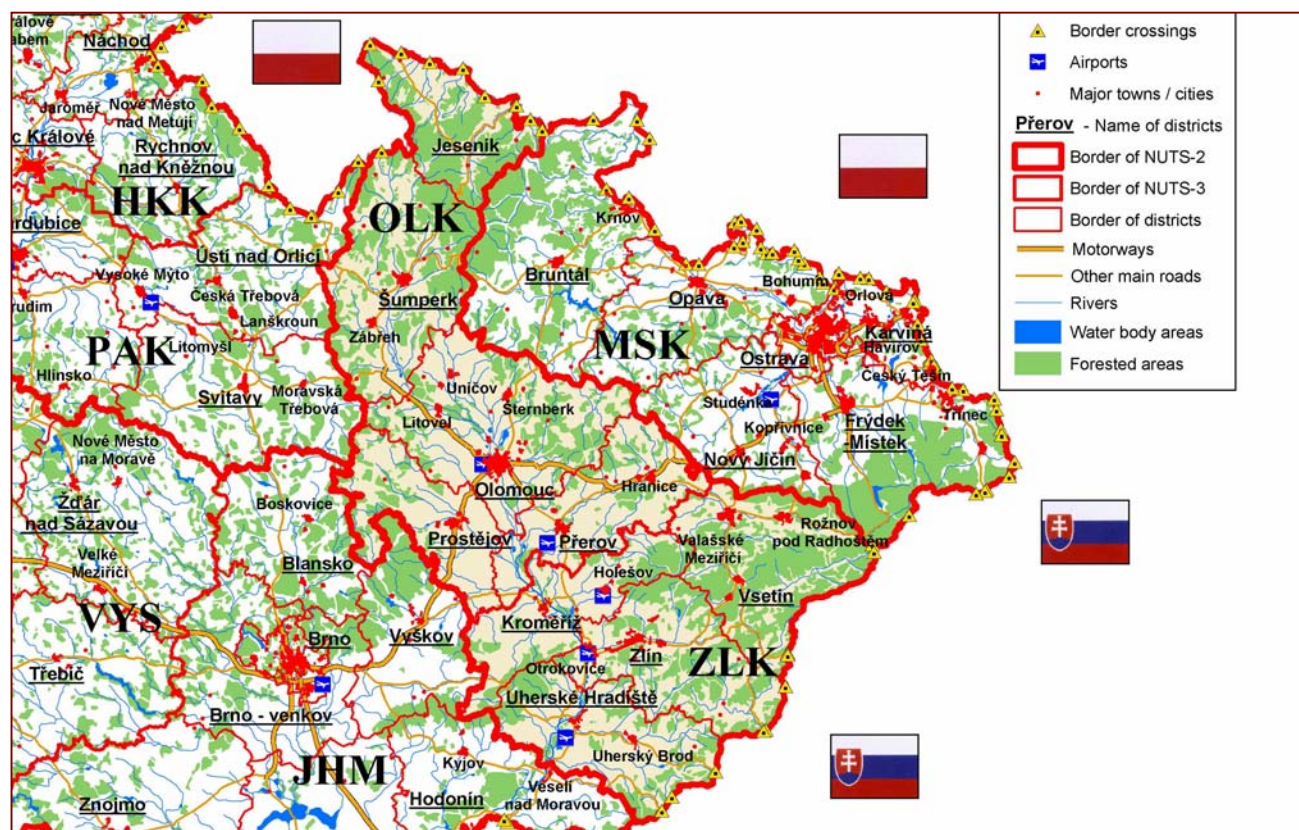 králové
Náchod
Jaroměř
Nové Město
nad Metují
c Králové
Rychnov
nad Kněžnou
HKK
rdubice
Ústí nad Orlicí
Vysoké Mýto
Česká Třebová
Lanškroun
rudim
PAK
Litomyšl
Hlinsko
Svitavy
Moravská
Třebová
Jeseník
OLK
Šumperk
Zábřeh
Uničov
Šternberk
Litovel
Olomouc
Hranice
Prostějov
Přerov
Krnov
Bruntál
Opava
Bohumm
Orlova
MSK
Ostrava
Karviná
Havířov
Český Těšín
Třinec
Studénka
Kopřivnice
Frýdek
-Místek
Nový Jičín
Nové Město
na Moravě
Boskovice
Žďár
nad Sázavou
Velké
Meziříčí
Blansko
VYS
Brno
Vyškov
Třebíč
Brno - venkov
JHM
Kyjov
Znojmo
Hodonín
Veselí
nad Moravou
Valašské
Meziříčí
Rožnov
pod Radhoštěm
Holešov
Vsetín
Kroměříž
Zlín
ZLK
Otrokovice
Uherské Hradiště
Uherský Brod
Border crossings
Airports
Major towns / cities
Přerov - Name of districts
Border of NUTS-2
Border of NUTS-3
Border of districts
Motorways
Other main roads
Rivers
Water body areas
Forested areas